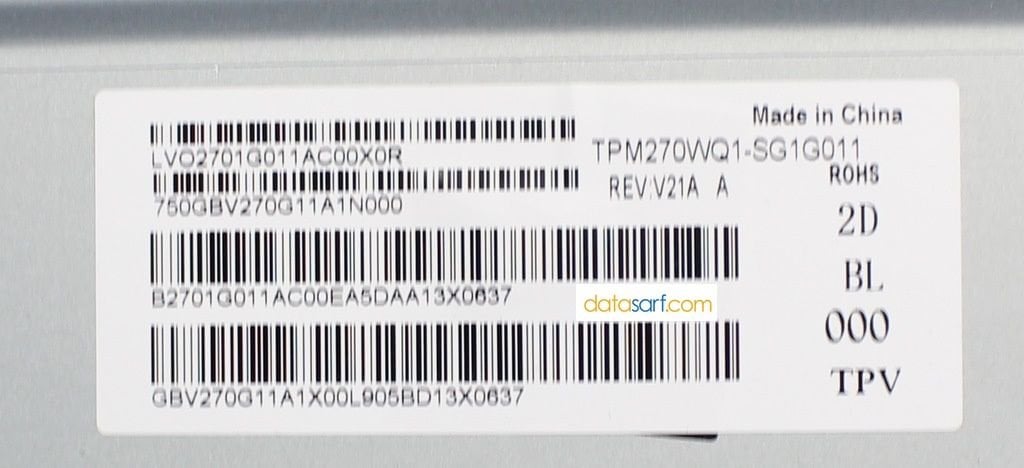 Made in China
LVO2701G011AC00X0R
TPM270WQ1-SG1G011
750GBV270G11A1N000
REV:V21A A
ROHS
2D
B2701G011AC00EA5DAA13X0637
BL
datasarf.com
000
GBV270G11A1X00L905BD13X0637
TPV